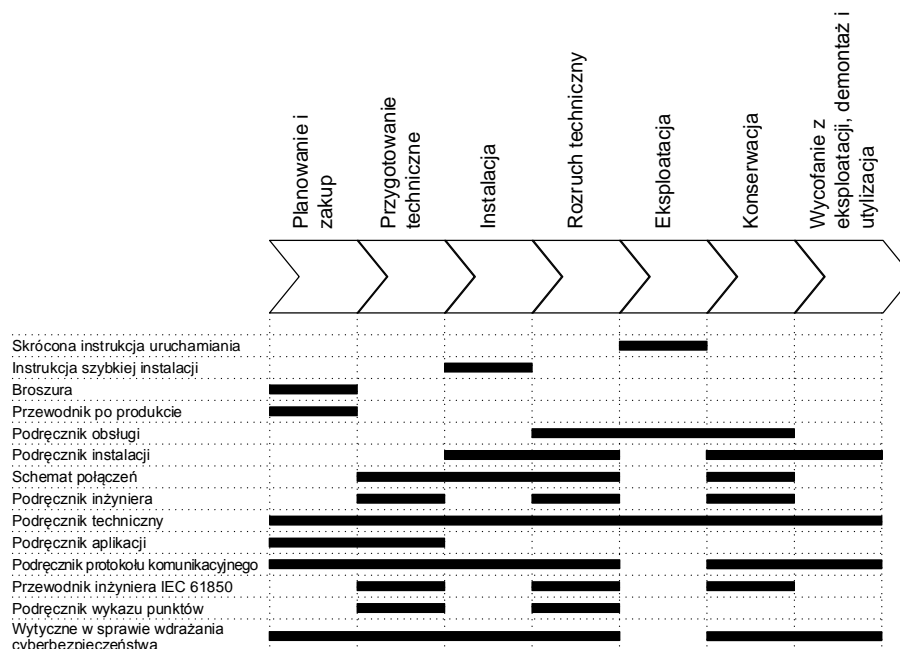 Planowanie i
zakup
Przygotowanie
techniczne
Instalacja
Rozruch techniczny
Eksploatacja
Konserwacja
Wycofanie z
eksploatacji, demontaż i
utylizacja
Skrócona instrukcja uruchamiania
Instrukcja szybkiej instalacji
Broszura
Przewodnik po produkcie
Podręcznik obsługi
Podręcznik instalacji
Schemat połączeń
Podręcznik inżyniera
Podręcznik techniczny
Podręcznik aplikacji
Podręcznik protokołu komunikacyjnego
Przewodnik inżyniera IEC 61850
Podręcznik wykazu punktów
Wytyczne w sprawie wdrażania
cyberbezpieczeństwa